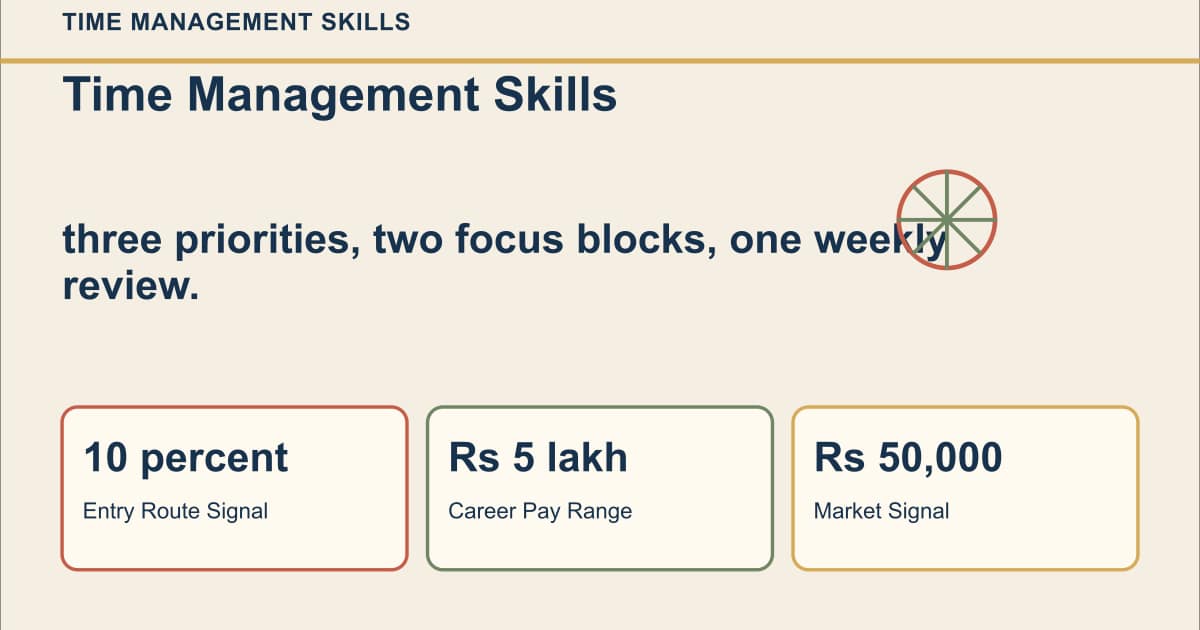 TIME MANAGEMENT SKILLS
Time Management Skills
three priorities, two focus blocks, one weekly
review.
10 percent
Entry Route Signal
Rs 5 lakh
Career Pay Range
Rs 50,000
Market Signal